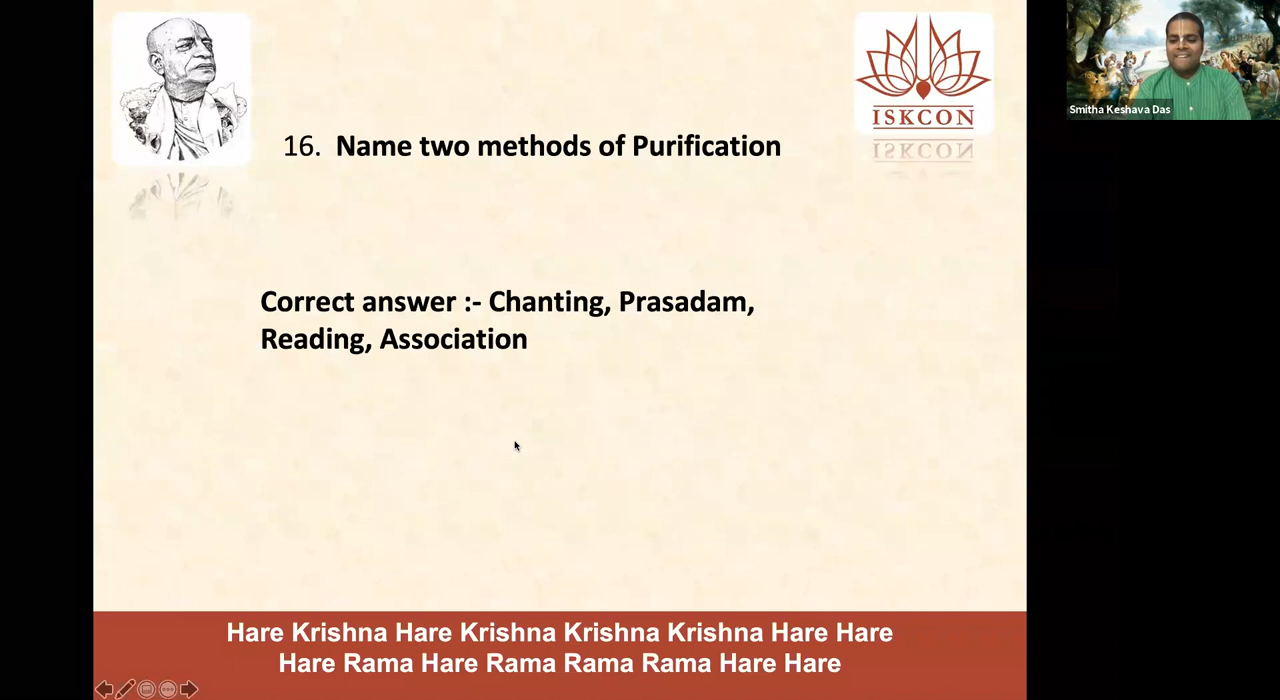 16. Name two methods of Purification
ISKCON
Smitha Keshava Das
Correct answer :- Chanting, Prasadam,
Reading, Association
Hare Krishna Hare Krishna Krishna Krishna Hare Hare
Hare Rama Hare Rama Rama Rama Hare Hare